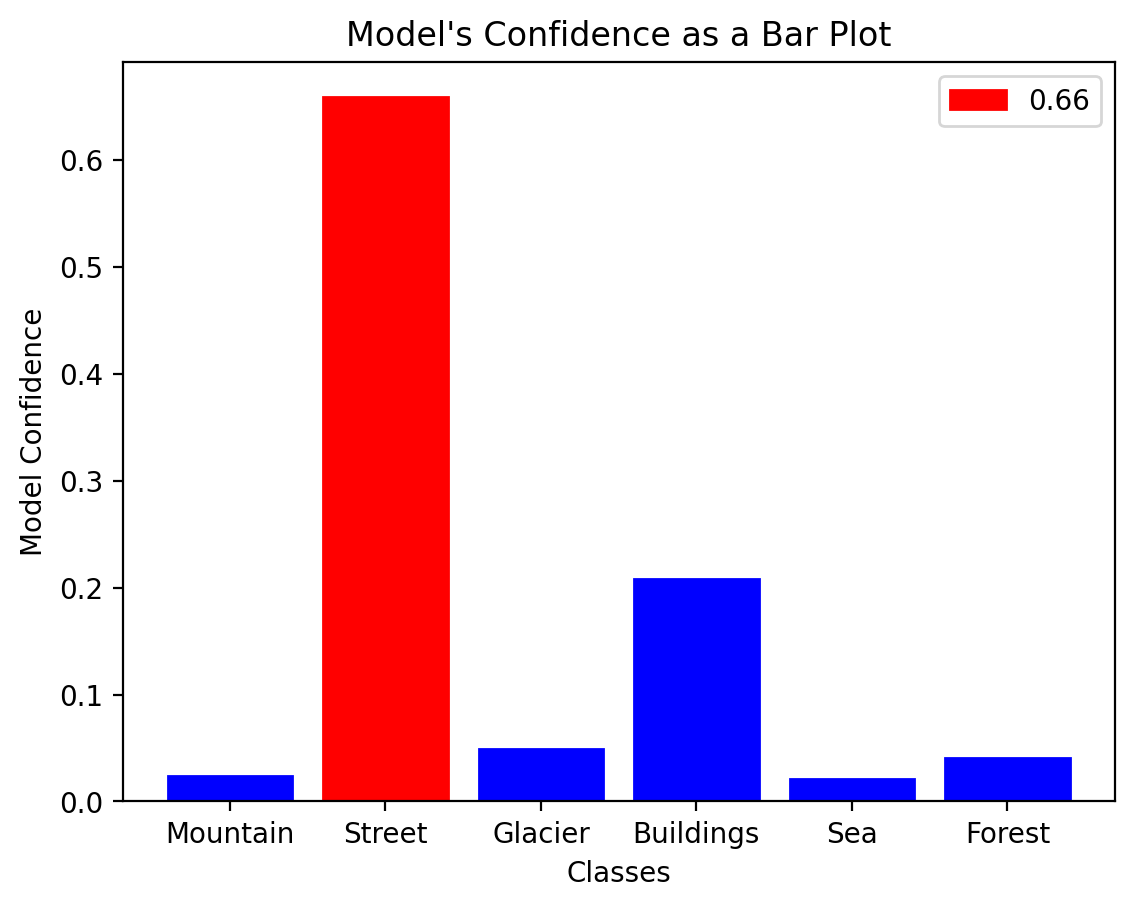 Model's Confidence as a Bar Plot
0.66
0.6
0.5
0.4
0.3
0.2
0.1
0.0
Model Confidence
Mountain Street Glacier Buildings Sea Forest
Classes